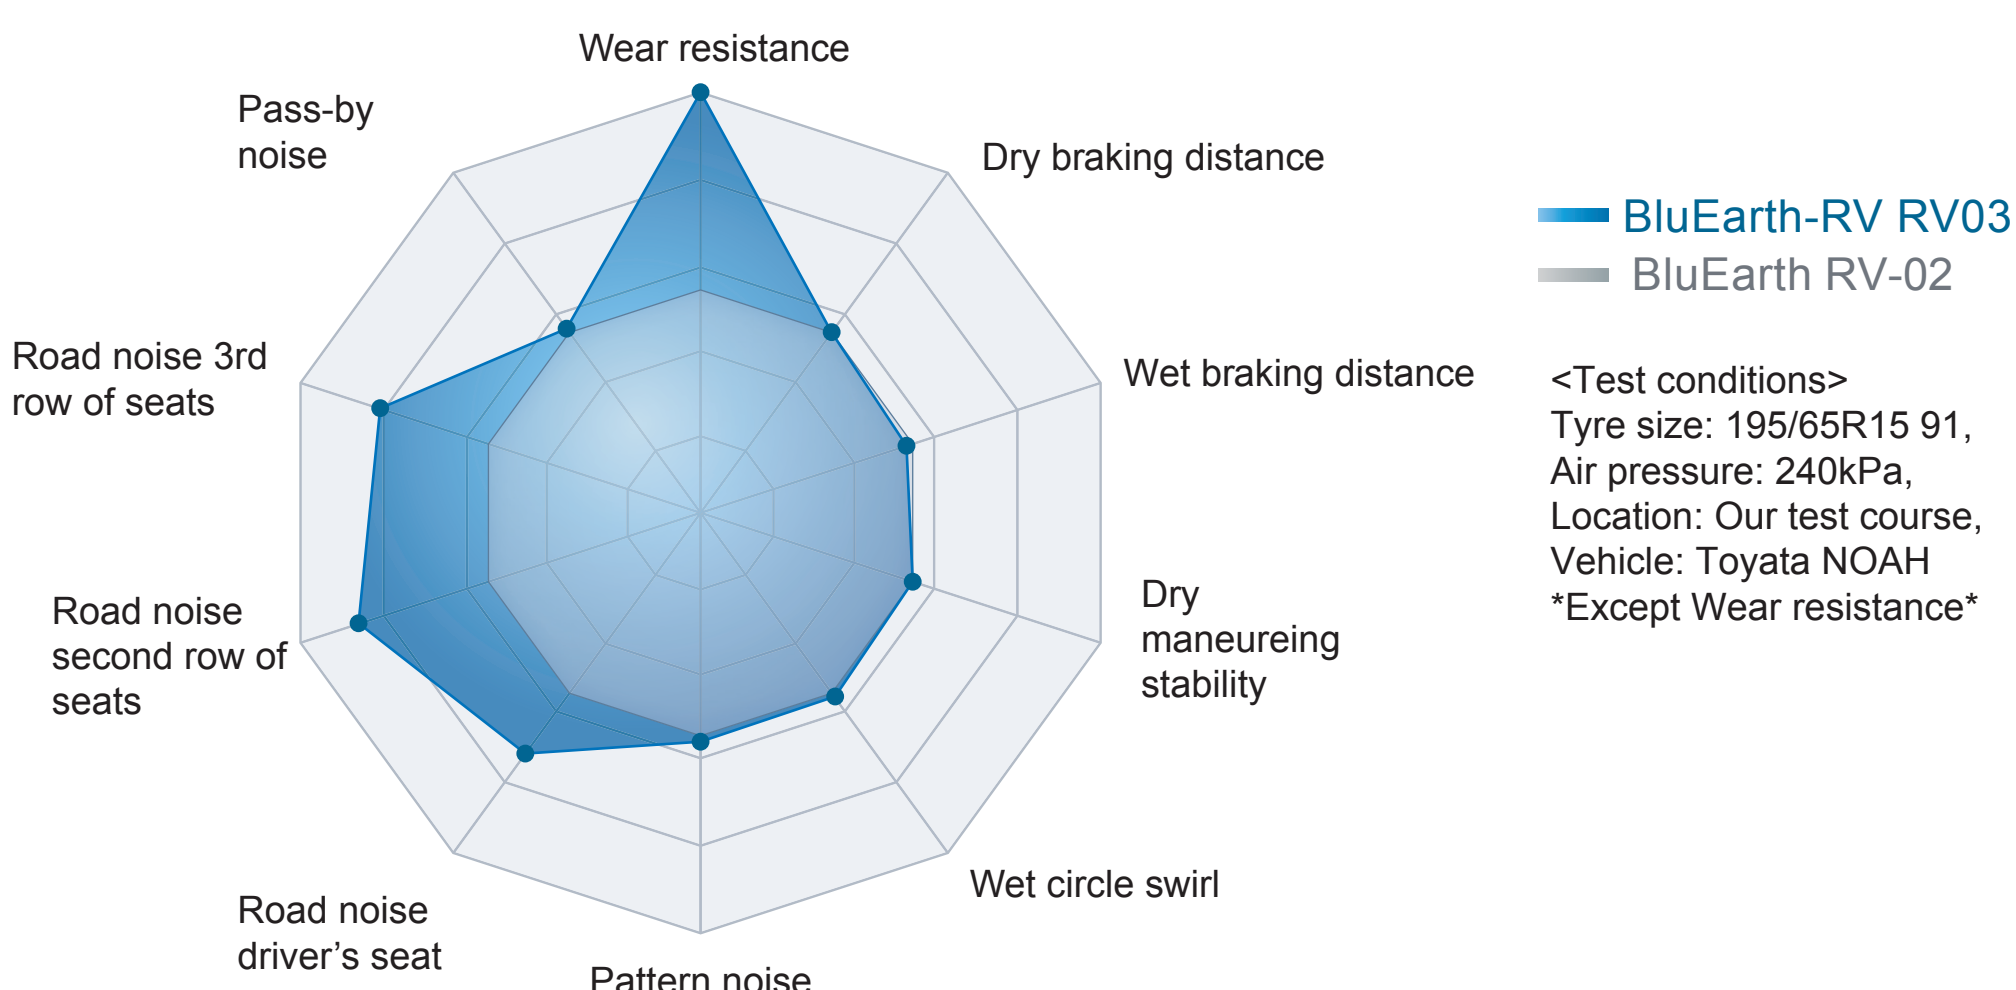 Wear resistance
Pass-by
noise
Dry braking distance
BluEarth-RV RV03
BluEarth RV-02
Road noise 3rd
row of seats
Wet braking distance
<Test conditions>
Tyre size: 195/65R15 91,
Air pressure: 240kPa,
Location: Our test course,
Vehicle: Toyata NOAH
*Except Wear resistance*
Road noise
second row of
seats
Dry
maneureing
stability
Wet circle swirl
Road noise
driver’s seat
Pattern noise